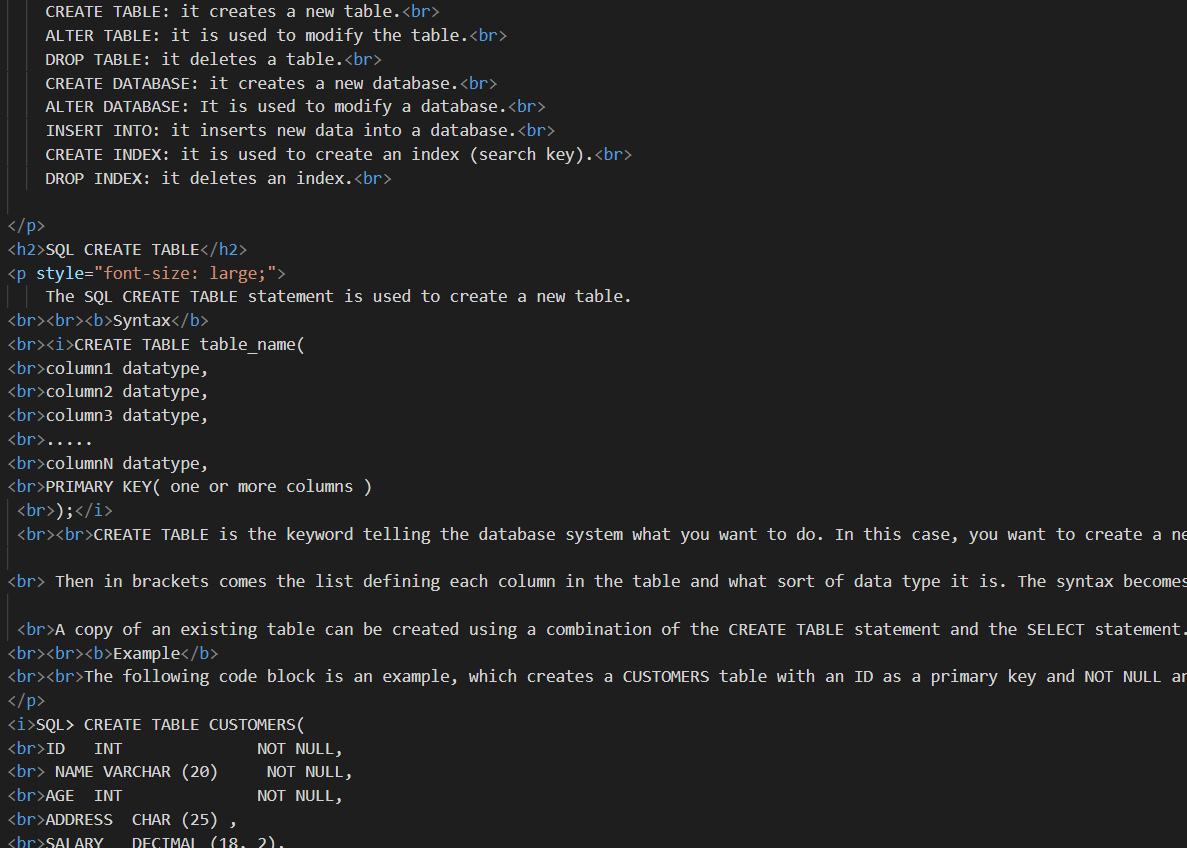 CREATE TABLE: it creates a new table.<br>
ALTER TABLE: it is used to modify the table.<br>
DROP TABLE: it deletes a table.<br>
CREATE DATABASE: it creates a new database.<br>
ALTER DATABASE: It is used to modify a database.<br>
INSERT INTO: it inserts new data into a database.<br>
CREATE INDEX: it is used to create an index (search key).<br>
DROP INDEX: it deletes an index.<br>
</p>
<h2>SQL CREATE TABLE</h2>
<p style="font-size: large;">
The SQL CREATE TABLE statement is used to create a new table.
<br><br><b>Syntax</b>
<br><i>CREATE TABLE table_name(
<br>column1 datatype,
<br>column2 datatype,
<br>column3 datatype,
<br>.....
<br>columnN datatype,
<br>PRIMARY KEY( one or more columns )
<br>);</i>
<br><br>CREATE TABLE is the keyword telling the database system what you want to do. In this case, you want to create a ne
<br> Then in brackets comes the list defining each column in the table and what sort of data type it is. The syntax becomes
<br>A copy of an existing table can be created using a combination of the CREATE TABLE statement and the SELECT statement.
<br><br><b>Example</b>
<br><br>The following code block is an example, which creates a CUSTOMERS table with an ID as a primary key and NOT NULL ar
</p>
<i>SQL> CREATE TABLE CUSTOMERS(
<br>ID   INT              NOT NULL,
<br> NAME VARCHAR (20)     NOT NULL,
<br>AGE  INT              NOT NULL,
<br>ADDRESS  CHAR (25) ,
<br>SALARY   DECIMAL (18, 2),